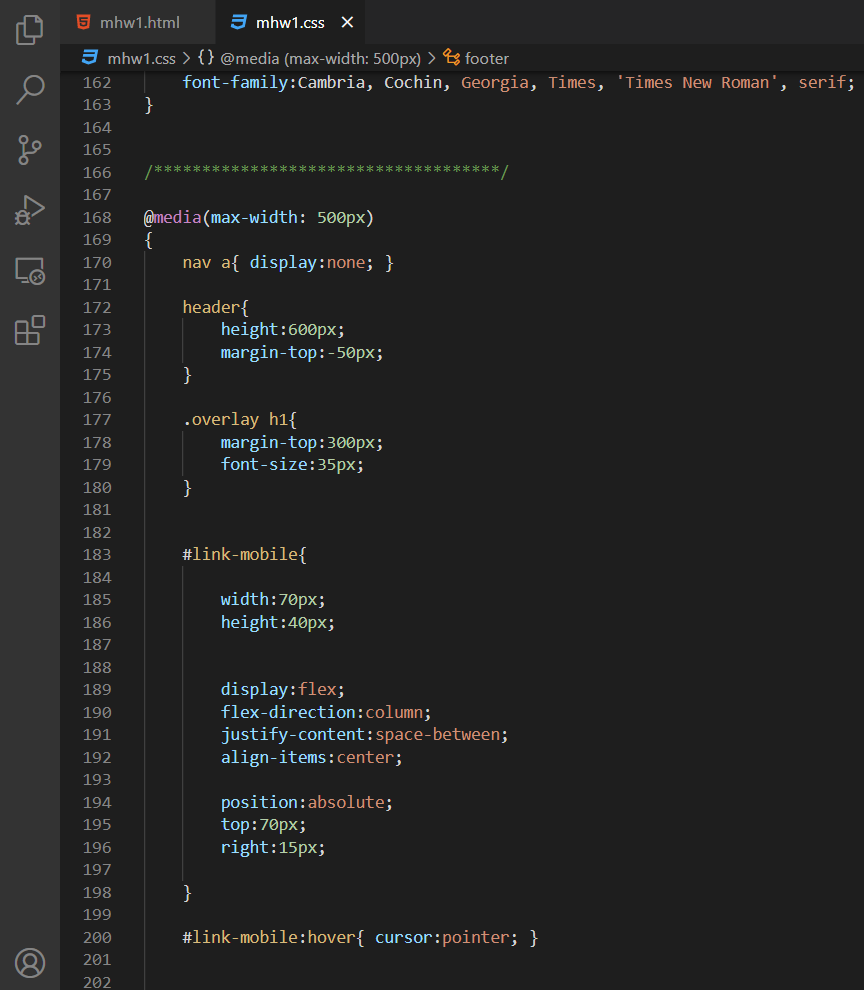 mhw1.html mhw1.css
mhw1.css > {} @media (max-width: 500px) > footer
162 font-family:Cambria, Cochin, Georgia, Times, 'Times New Roman', serif;
163 }
164
165
166 /************************************/
167
168 @media(max-width: 500px)
169 {
170 nav a{ display:none; }
171
172 header{
173 height:600px;
174 margin-top:-50px;
175 }
176
177 .overlay h1{
178 margin-top:300px;
179 font-size:35px;
180 }
181
182
183 #link-mobile{
184
185 width:70px;
186 height:40px;
187
188
189 display:flex;
190 flex-direction:column;
191 justify-content:space-between;
192 align-items:center;
193
194 position:absolute;
195 top:70px;
196 right:15px;
197
198 }
199
200 #link-mobile:hover{ cursor:pointer; }
201
202